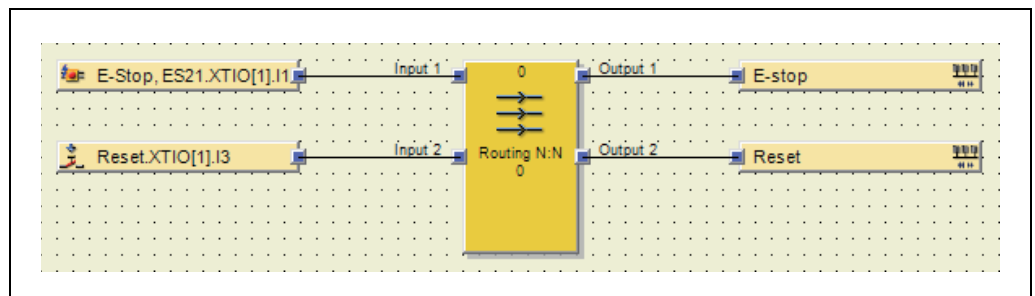 E-Stop, ES21.XTIO[1].I1
Input 1
0
Output 1
E-stop
Reset.XTIO[1].I3
Input 2
Routing N:N
0
Output 2
Reset